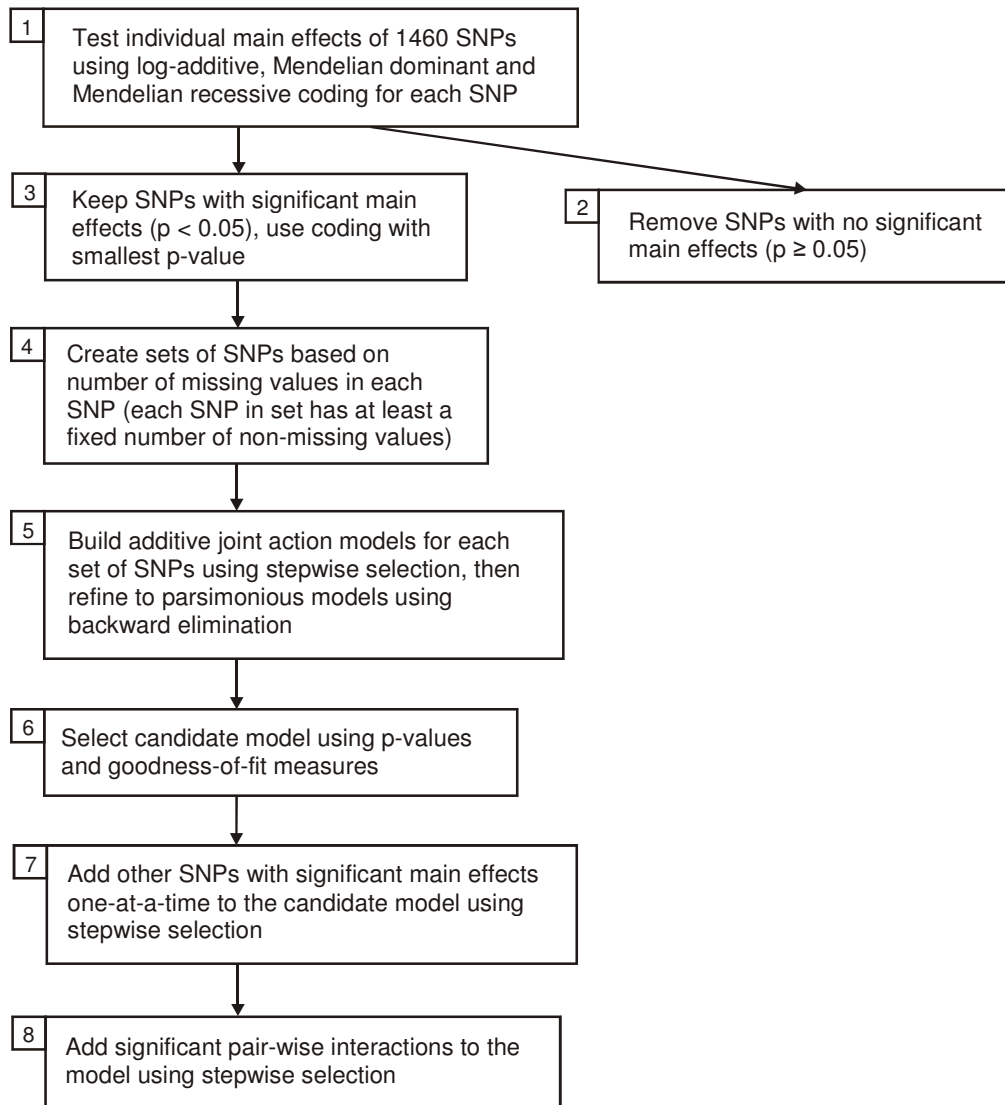 1
Test individual main effects of 1460 SNPs
using log-additive, Mendelian dominant and
Mendelian recessive coding for each SNP
2
Remove SNPs with no significant
main effects (p ≥ 0.05)
3
Keep SNPs with significant main
effects (p < 0.05), use coding with
smallest p-value
4
Create sets of SNPs based on
number of missing values in each
SNP (each SNP in set has at least a
fixed number of non-missing values)
5
Build additive joint action models for each
set of SNPs using stepwise selection, then
refine to parsimonious models using
backward elimination
6
Select candidate model using p-values
and goodness-of-fit measures
7
Add other SNPs with significant main effects
one-at-a-time to the candidate model using
stepwise selection
8
Add significant pair-wise interactions to the
model using stepwise selection